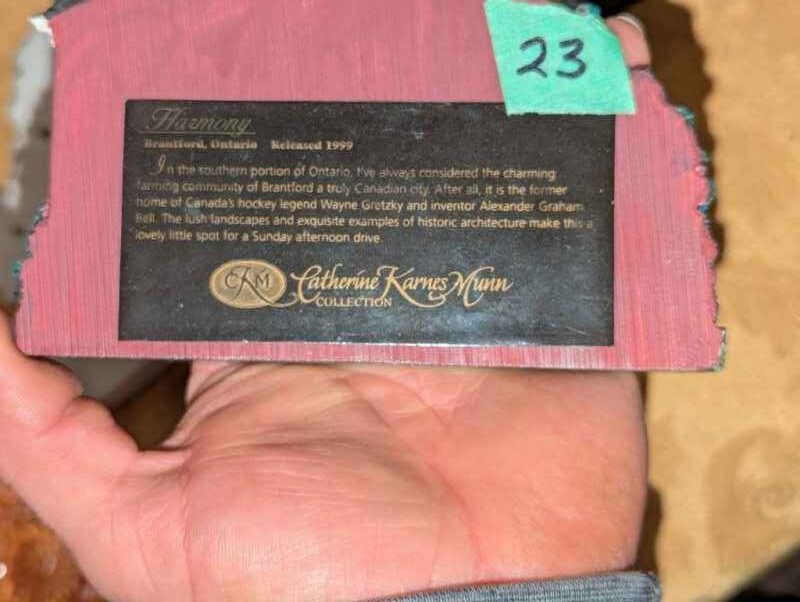 23
Harmony
Brantford, Ontario Released 1999
In the southern portion of Ontario, I've always considered the charming
farming community of Brantford a truly Canadian city. After all, it is the former
home of Canada's hockey legend Wayne Gretzky and inventor Alexander Graham
Bell. The lush landscapes and exquisite examples of historic architecture make this a
lovely little spot for a Sunday afternoon drive.
CKM Catherine Karnes Munn
COLLECTION